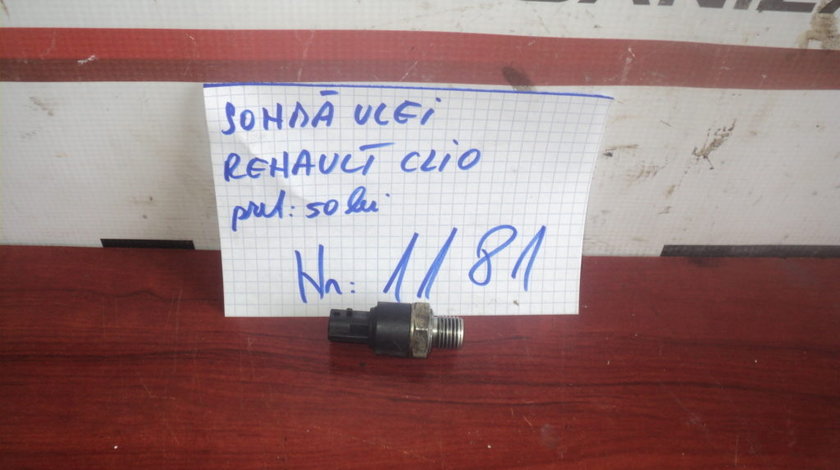 SONDĂ ULEI
RENAULT CLIO
pret: 50 lei
Nr: 1181